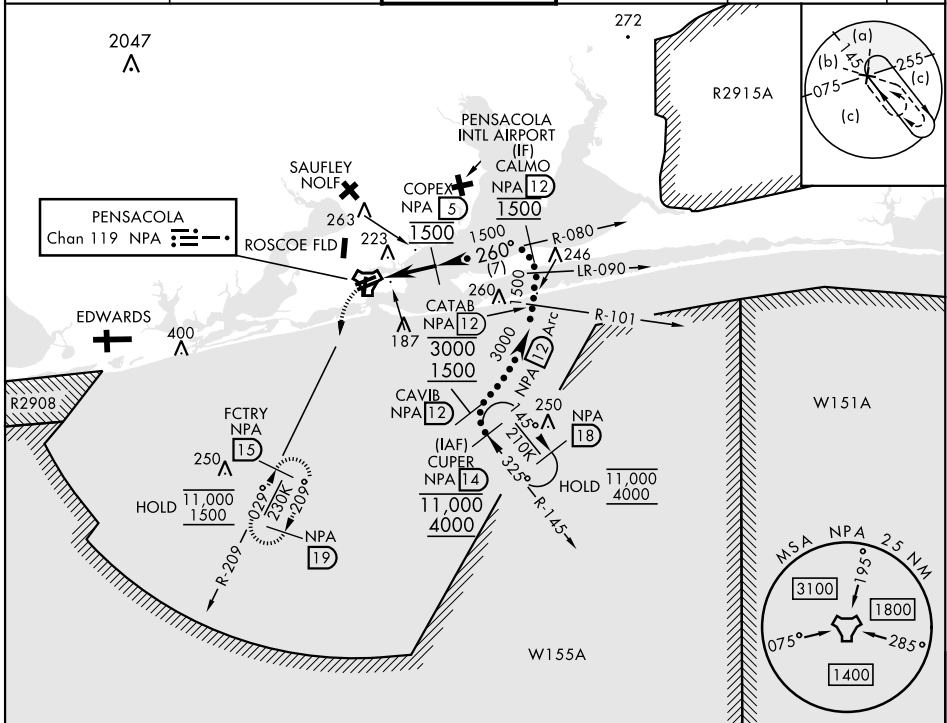 2047
272
R2915A
(a)
145°
(b)
255
075
(c)
(c)
PENSACOLA
INTL AIRPORT
(IF)
CALMO
NPA 12
1500
SAUFLEY
NOLF
COPEX
NPA 5
1500
263
223
ROSCOE FLD
PENSACOLA
Chan 119 NPA
1500
260°
(7)
R-080
246
LR-090
1500
260
R-101
CATAB
NPA 12
3000
1500
187
3000
NPA 12 Arc
EDWARDS
400
R2908
CAVIB
NPA 12
W151A
FCTRY
NPA
15
250
HOLD 11,000
1500
029°
230K
209°
NPA
19
R-209
(IAF)
CUPER
NPA 14
11,000
4000
145°
210K
325°
250
NPA
18
HOLD 11,000
4000
R-145
W155A
MSA NPA 25 NM
195°
3100
1800
075°
285°
1400